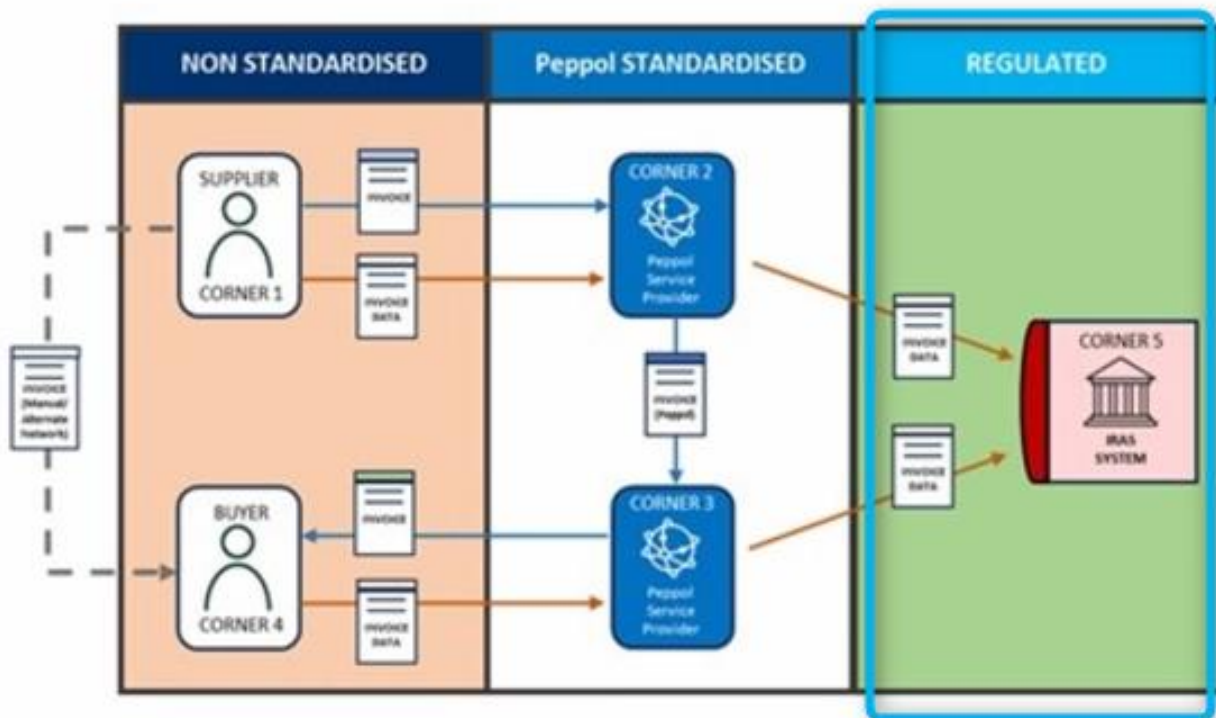 NON STANDARDISED
Peppol STANDARDISED
REGULATED
SUPPLIER
CORNER 1
INVOICE
INVOICE
DATA
CORNER 2
Peppol
Service
Provider
INVOICE
DATA
CORNER 5
IRAS
SYSTEM
INVOICE
(Manual/
Alternate
Network)
INVOICE
(Peppol)
INVOICE
DATA
BUYER
CORNER 4
INVOICE
INVOICE
DATA
CORNER 3
Peppol
Service
Provider